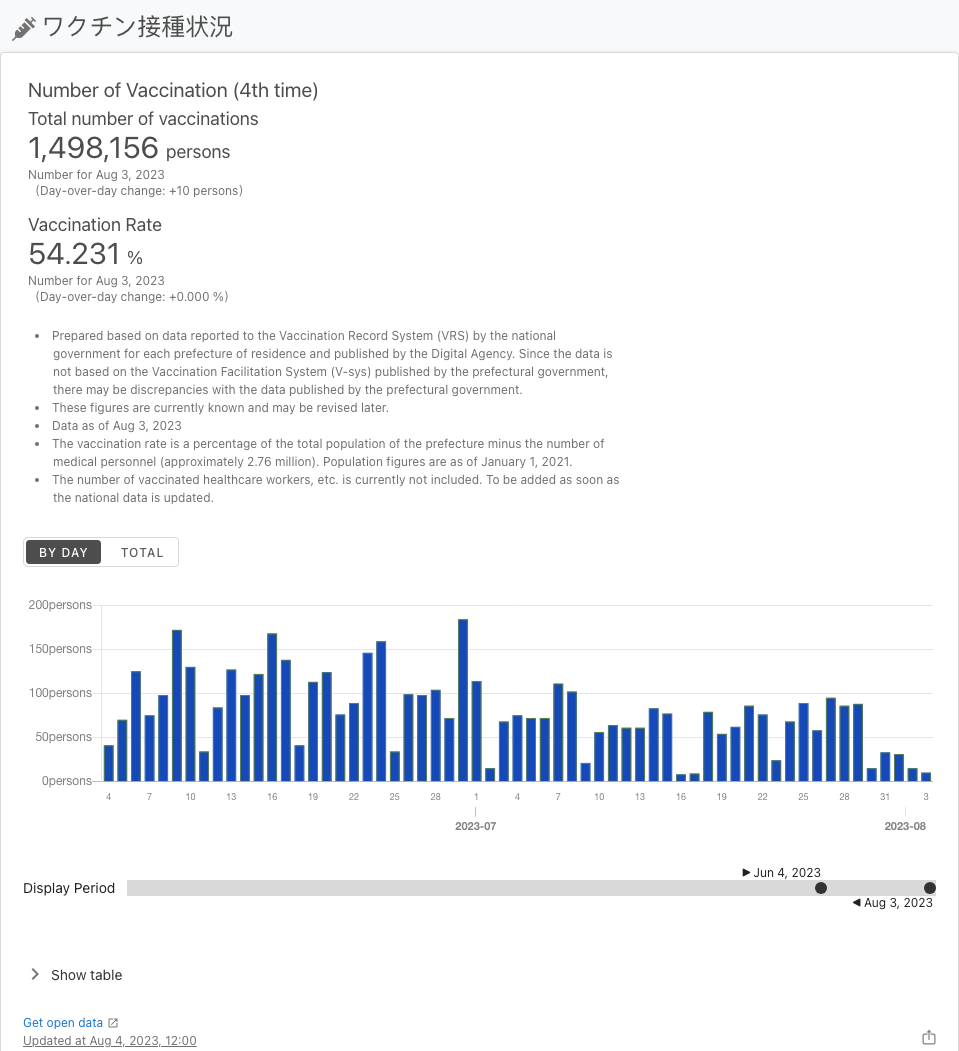 ワクチン接種状況
Number of Vaccination (4th time)
Total number of vaccinations
1,498,156 persons
Number for Aug 3, 2023
(Day-over-day change: +10 persons)
Vaccination Rate
54.231 %
Number for Aug 3, 2023
(Day-over-day change: +0.000 %)
• Prepared based on data reported to the Vaccination Record System (VRS) by the national
government for each prefecture of residence and published by the Digital Agency. Since the data is
not based on the Vaccination Facilitation System (V-sys) published by the prefectural government,
there may be discrepancies with the data published by the prefectural government.
• These figures are currently known and may be revised later.
• Data as of Aug 3, 2023
• The vaccination rate is a percentage of the total population of the prefecture minus the number of
medical personnel (approximately 2.76 million). Population figures are as of January 1, 2021.
• The number of vaccinated healthcare workers, etc. is currently not included. To be added as soon as
the national data is updated.
BY DAY TOTAL
200persons
150persons
100persons
50persons
0persons
4 7 10 13 16 19 22 25 28 1 4 7 10 13 16 19 22 25 28 31 3
2023-07 2023-08
▶ Jun 4, 2023
Display Period
◀ Aug 3, 2023
Show table
Get open data
Updated at Aug 4, 2023, 12:00